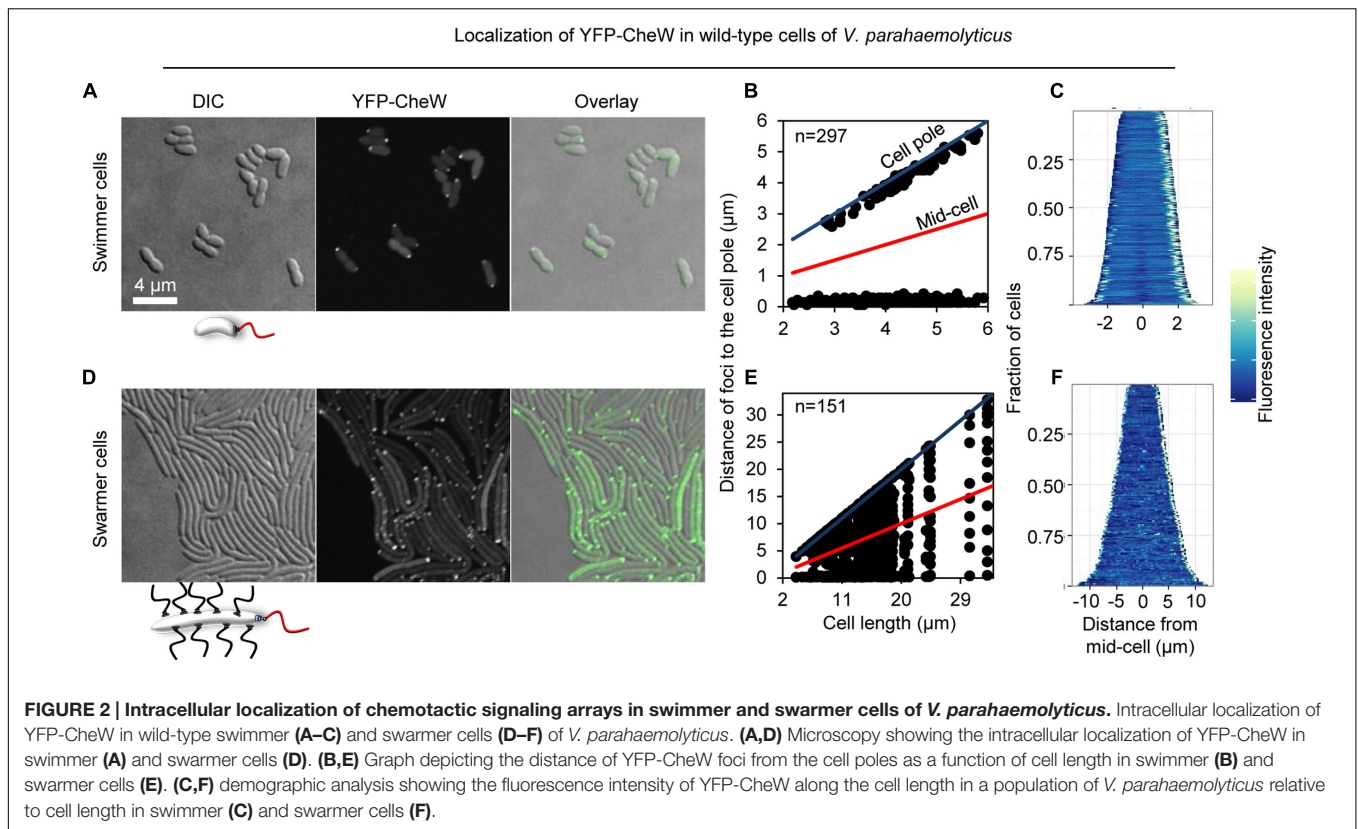 Localization of YFP-CheW in wild-type cells of V. parahaemolyticus
A
DIC
YFP-CheW
Overlay
Swimmer cells
4 µm
B
n=297
Cell pole
Mid-cell
6
5
4
3
2
1
0
2
3
4
5
6
Distance of foci to the cell pole (µm)
C
0.25
0.50
0.75
-2
0
2
Fraction of cells
Fluoresence intensity
D
Swarmer cells
E
n=151
30
25
20
15
10
5
0
2
11
20
29
Cell length (µm)
F
0.25
0.50
0.75
-10
-5
0
5
10
Distance from
mid-cell (µm)
FIGURE 2 | Intracellular localization of chemotactic signaling arrays in swimmer and swarmer cells of V. parahaemolyticus. Intracellular localization of
YFP-CheW in wild-type swimmer (A–C) and swarmer cells (D–F) of V. parahaemolyticus. (A,D) Microscopy showing the intracellular localization of YFP-CheW in
swimmer (A) and swarmer cells (D). (B,E) Graph depicting the distance of YFP-CheW foci from the cell poles as a function of cell length in swimmer (B) and
swarmer cells (E). (C,F) demographic analysis showing the fluorescence intensity of YFP-CheW along the cell length in a population of V. parahaemolyticus relative
to cell length in swimmer (C) and swarmer cells (F).